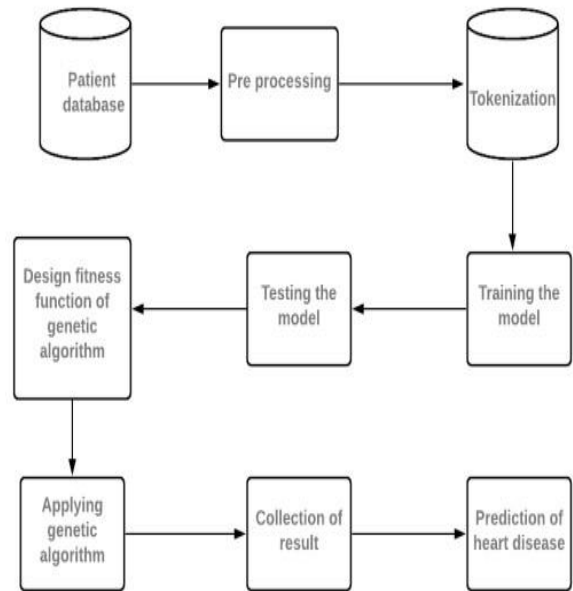 Patient
database
Pre processing
Tokenization
Design fitness
function of
genetic
algorithm
Testing the
model
Training the
model
Applying
genetic
algorithm
Collection of
result
Prediction of
heart disease